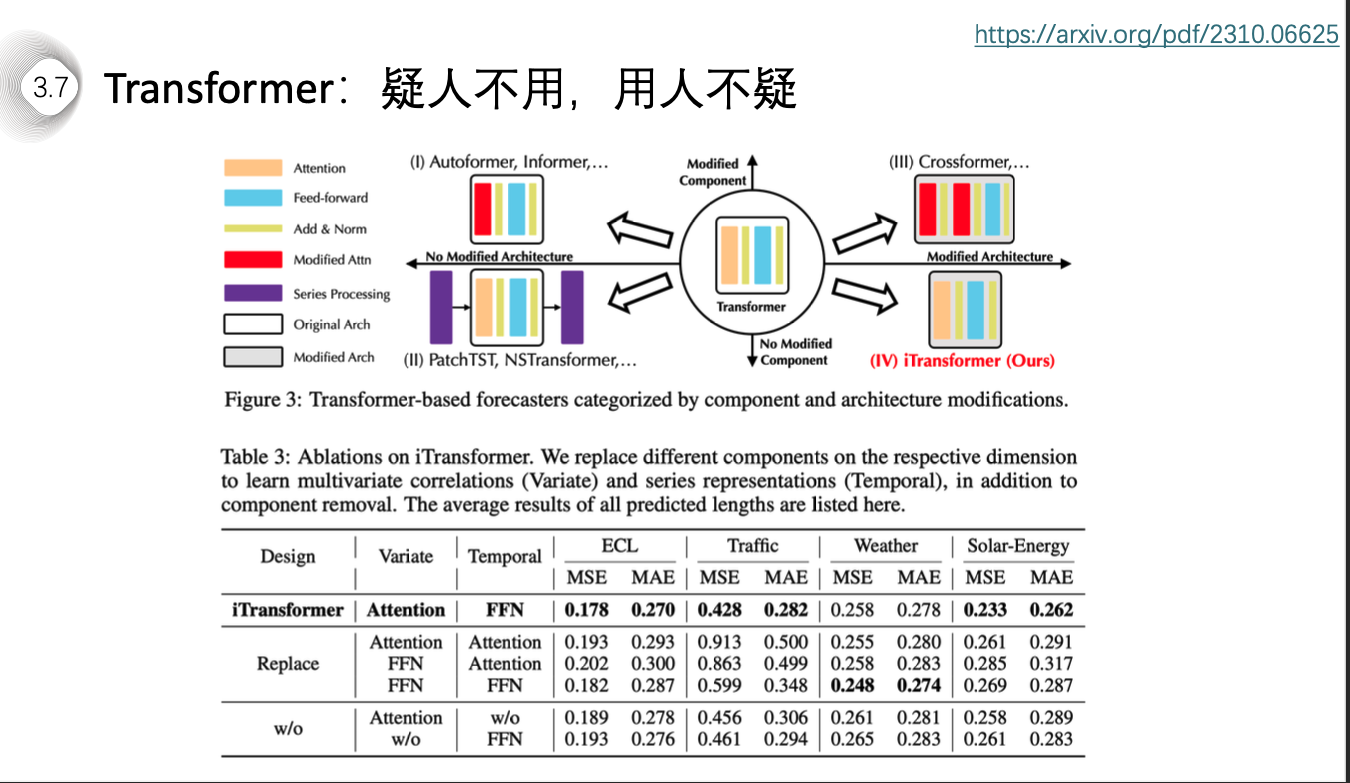 https://arxiv.org/pdf/2310.06625
3.7
Transformer：疑人不用，用人不疑
Attention
Feed-forward
Add & Norm
Modified Attn
Series Processing
Original Arch
Modified Arch
(I) Autoformer, Informer,…
No Modified Architecture
(II) PatchTST, NSTransformer,…
Modified
Component
Transformer
No Modified
Component
(III) Crossformer,…
Modified Architecture
(IV) iTransformer (Ours)
Figure 3: Transformer-based forecasters categorized by component and architecture modifications.
Table 3: Ablations on iTransformer. We replace different components on the respective dimension
to learn multivariate correlations (Variate) and series representations (Temporal), in addition to
component removal. The average results of all predicted lengths are listed here.
Design Variate Temporal ECL Traffic Weather Solar-Energy
MSE MAE MSE MAE MSE MAE MSE MAE
iTransformer Attention FFN 0.178 0.270 0.428 0.282 0.258 0.278 0.233 0.262
Replace Attention Attention 0.193 0.293 0.913 0.500 0.255 0.280 0.261 0.291
FFN Attention 0.202 0.300 0.863 0.499 0.258 0.283 0.285 0.317
FFN FFN 0.182 0.287 0.599 0.348 0.248 0.274 0.269 0.287
w/o Attention w/o 0.189 0.278 0.456 0.306 0.261 0.281 0.258 0.289
w/o FFN 0.193 0.276 0.461 0.294 0.265 0.283 0.261 0.283